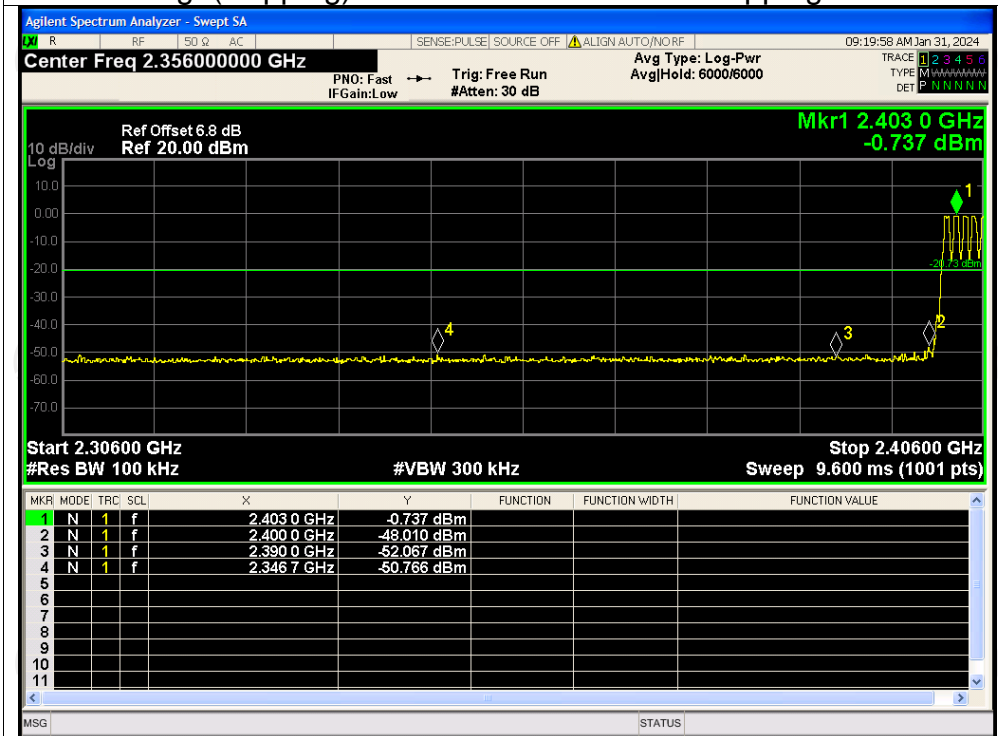 Agilent Spectrum Analyzer - Swept SA
LXI R RF 50 Ω AC SENSE:PULSE SOURCE OFF ALIGN AUTO/NO RF 09:19:58 AM Jan 31, 2024
Center Freq 2.356000000 GHz
PNO: Fast
IFGain:Low
Trig: Free Run
#Atten: 30 dB
Avg Type: Log-Pwr
Avg|Hold: 6000/6000
TRACE 1 2 3 4 5 6
TYPE M
DET P N N N N N
Ref Offset 6.8 dB
10 dB/div Ref 20.00 dBm
Log
Mkr1 2.403 0 GHz
-0.737 dBm
10.0
0.00
-10.0
-20.0
-30.0
-40.0
-50.0
-60.0
-70.0
1
-20.73 dBm
2
3
4
Start 2.30600 GHz Stop 2.40600 GHz
#Res BW 100 kHz #VBW 300 kHz Sweep 9.600 ms (1001 pts)
MKR MODE TRC SCL X Y FUNCTION FUNCTION WIDTH FUNCTION VALUE
1 N 1 f 2.403 0 GHz -0.737 dBm
2 N 1 f 2.400 0 GHz -48.010 dBm
3 N 1 f 2.390 0 GHz -52.067 dBm
4 N 1 f 2.346 7 GHz -50.766 dBm
5
6
7
8
9
10
11
MSG STATUS